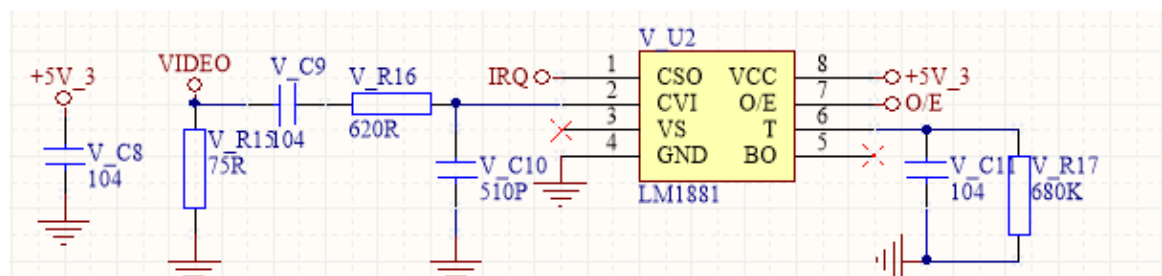 +5V_3
V_C8
104
VIDEO
V_R15
75R
V_C9
104
V_R16
620R
V_C10
510P
IRQ
V_U2
1
2
3
4
CSO
CVI
VS
GND
VCC
O/E
T
BO
8
7
6
5
LM1881
+5V_3
O/E
V_C11
104
V_R17
680K